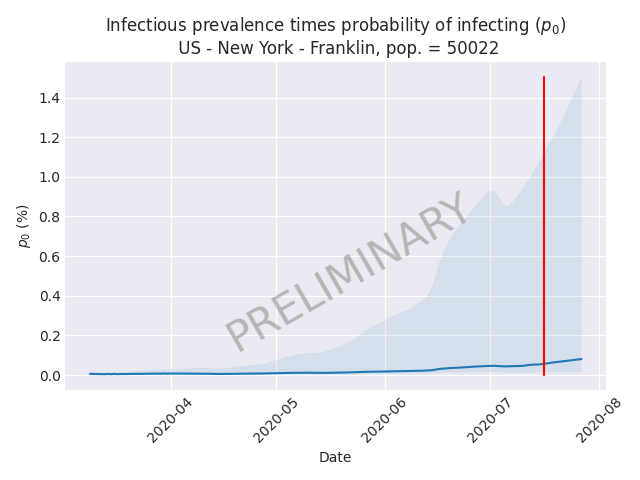 Infectious prevalence times probability of infecting (p₀)
US - New York - Franklin, pop. = 50022
1.4
1.2
1.0
0.8
0.6
0.4
0.2
0.0
p₀ (%)
PRELIMINARY
2020-04
2020-05
2020-06
2020-07
2020-08
Date